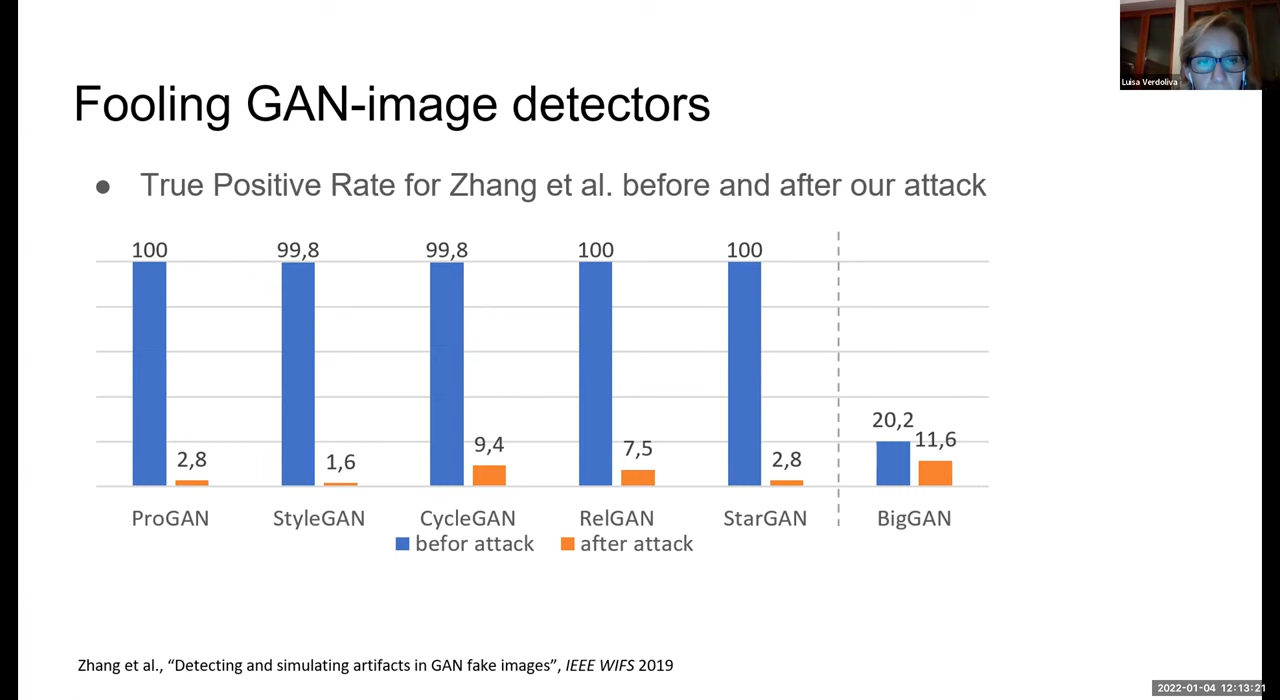 Luisa Verdoliva
Fooling GAN-image detectors
● True Positive Rate for Zhang et al. before and after our attack
100 99,8 99,8 100 100
20,2
11,6
9,4
7,5
2,8 1,6 2,8
ProGAN StyleGAN CycleGAN RelGAN StarGAN BigGAN
befor attack after attack
Zhang et al., “Detecting and simulating artifacts in GAN fake images”, IEEE WIFS 2019
2022-01-04 12:13:21